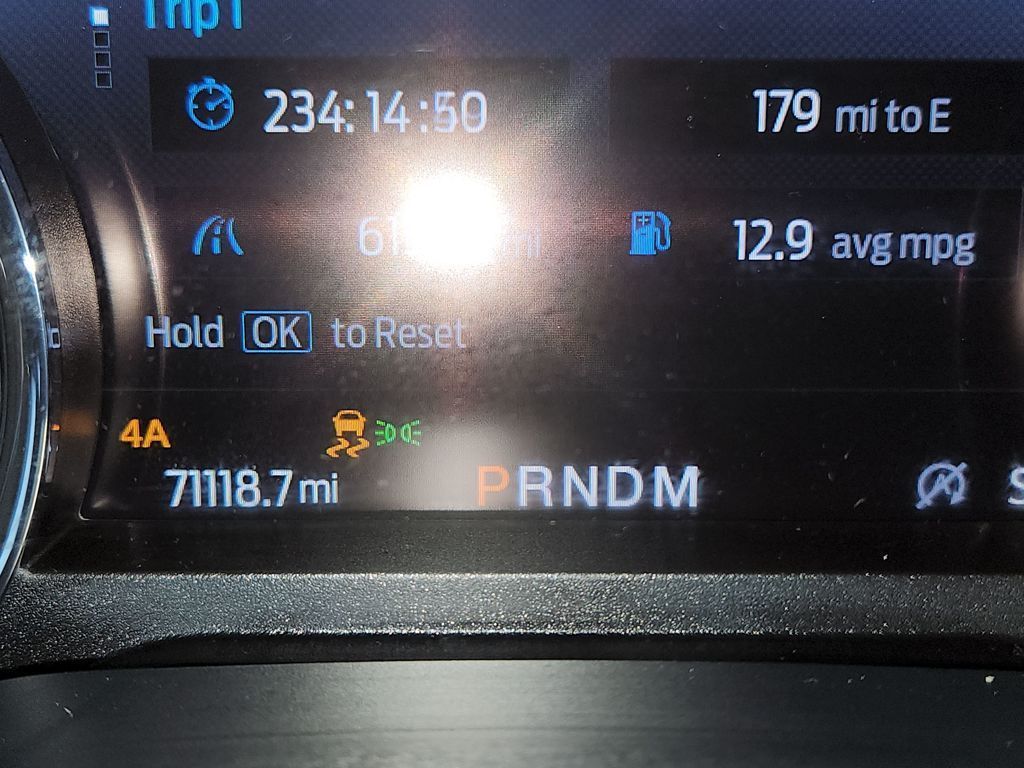 Trip 1
234:14:50
179 mi to E
mi
12.9 avg mpg
Hold OK to Reset
4A
71118.7 mi
PRNDM